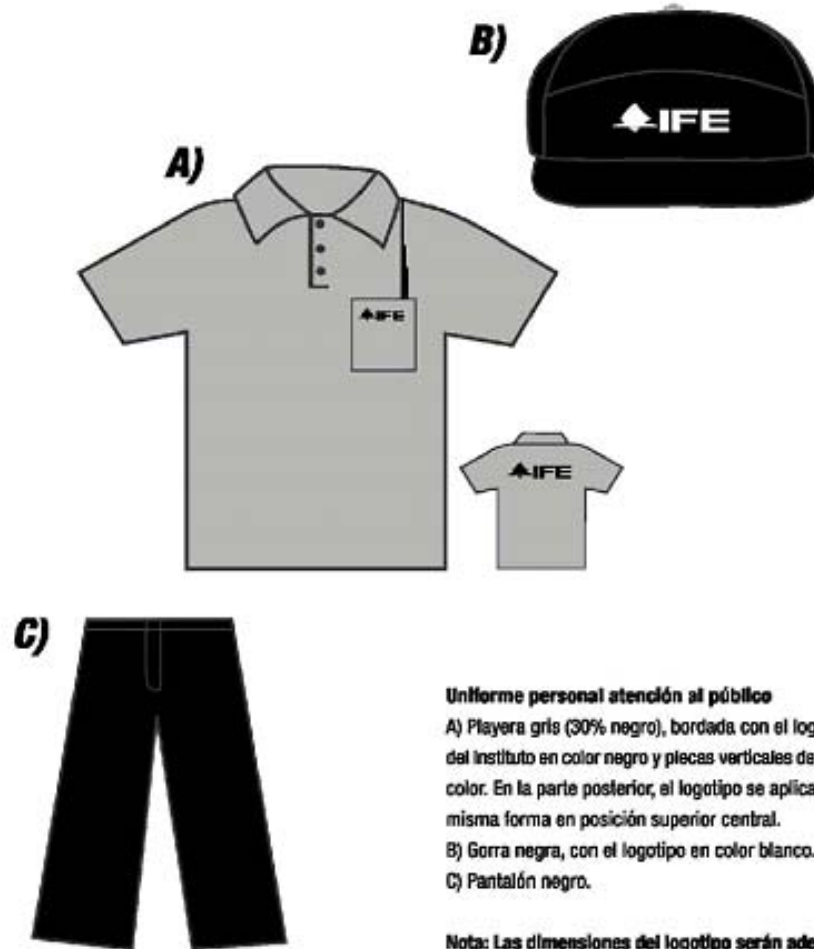 B)
IFE
A)
IFE
IFE
C)
Uniforme personal atención al público
A) Playera gris (30% negro), bordada con el log
del Instituto en color negro y plecas verticales de
color. En la parte posterior, el logotipo se aplica
misma forma en posición superior central.
B) Gorra negra, con el logotipo en color blanco.
C) Pantalón negro.
Nota: Las dimensiones del logotipo serán ade